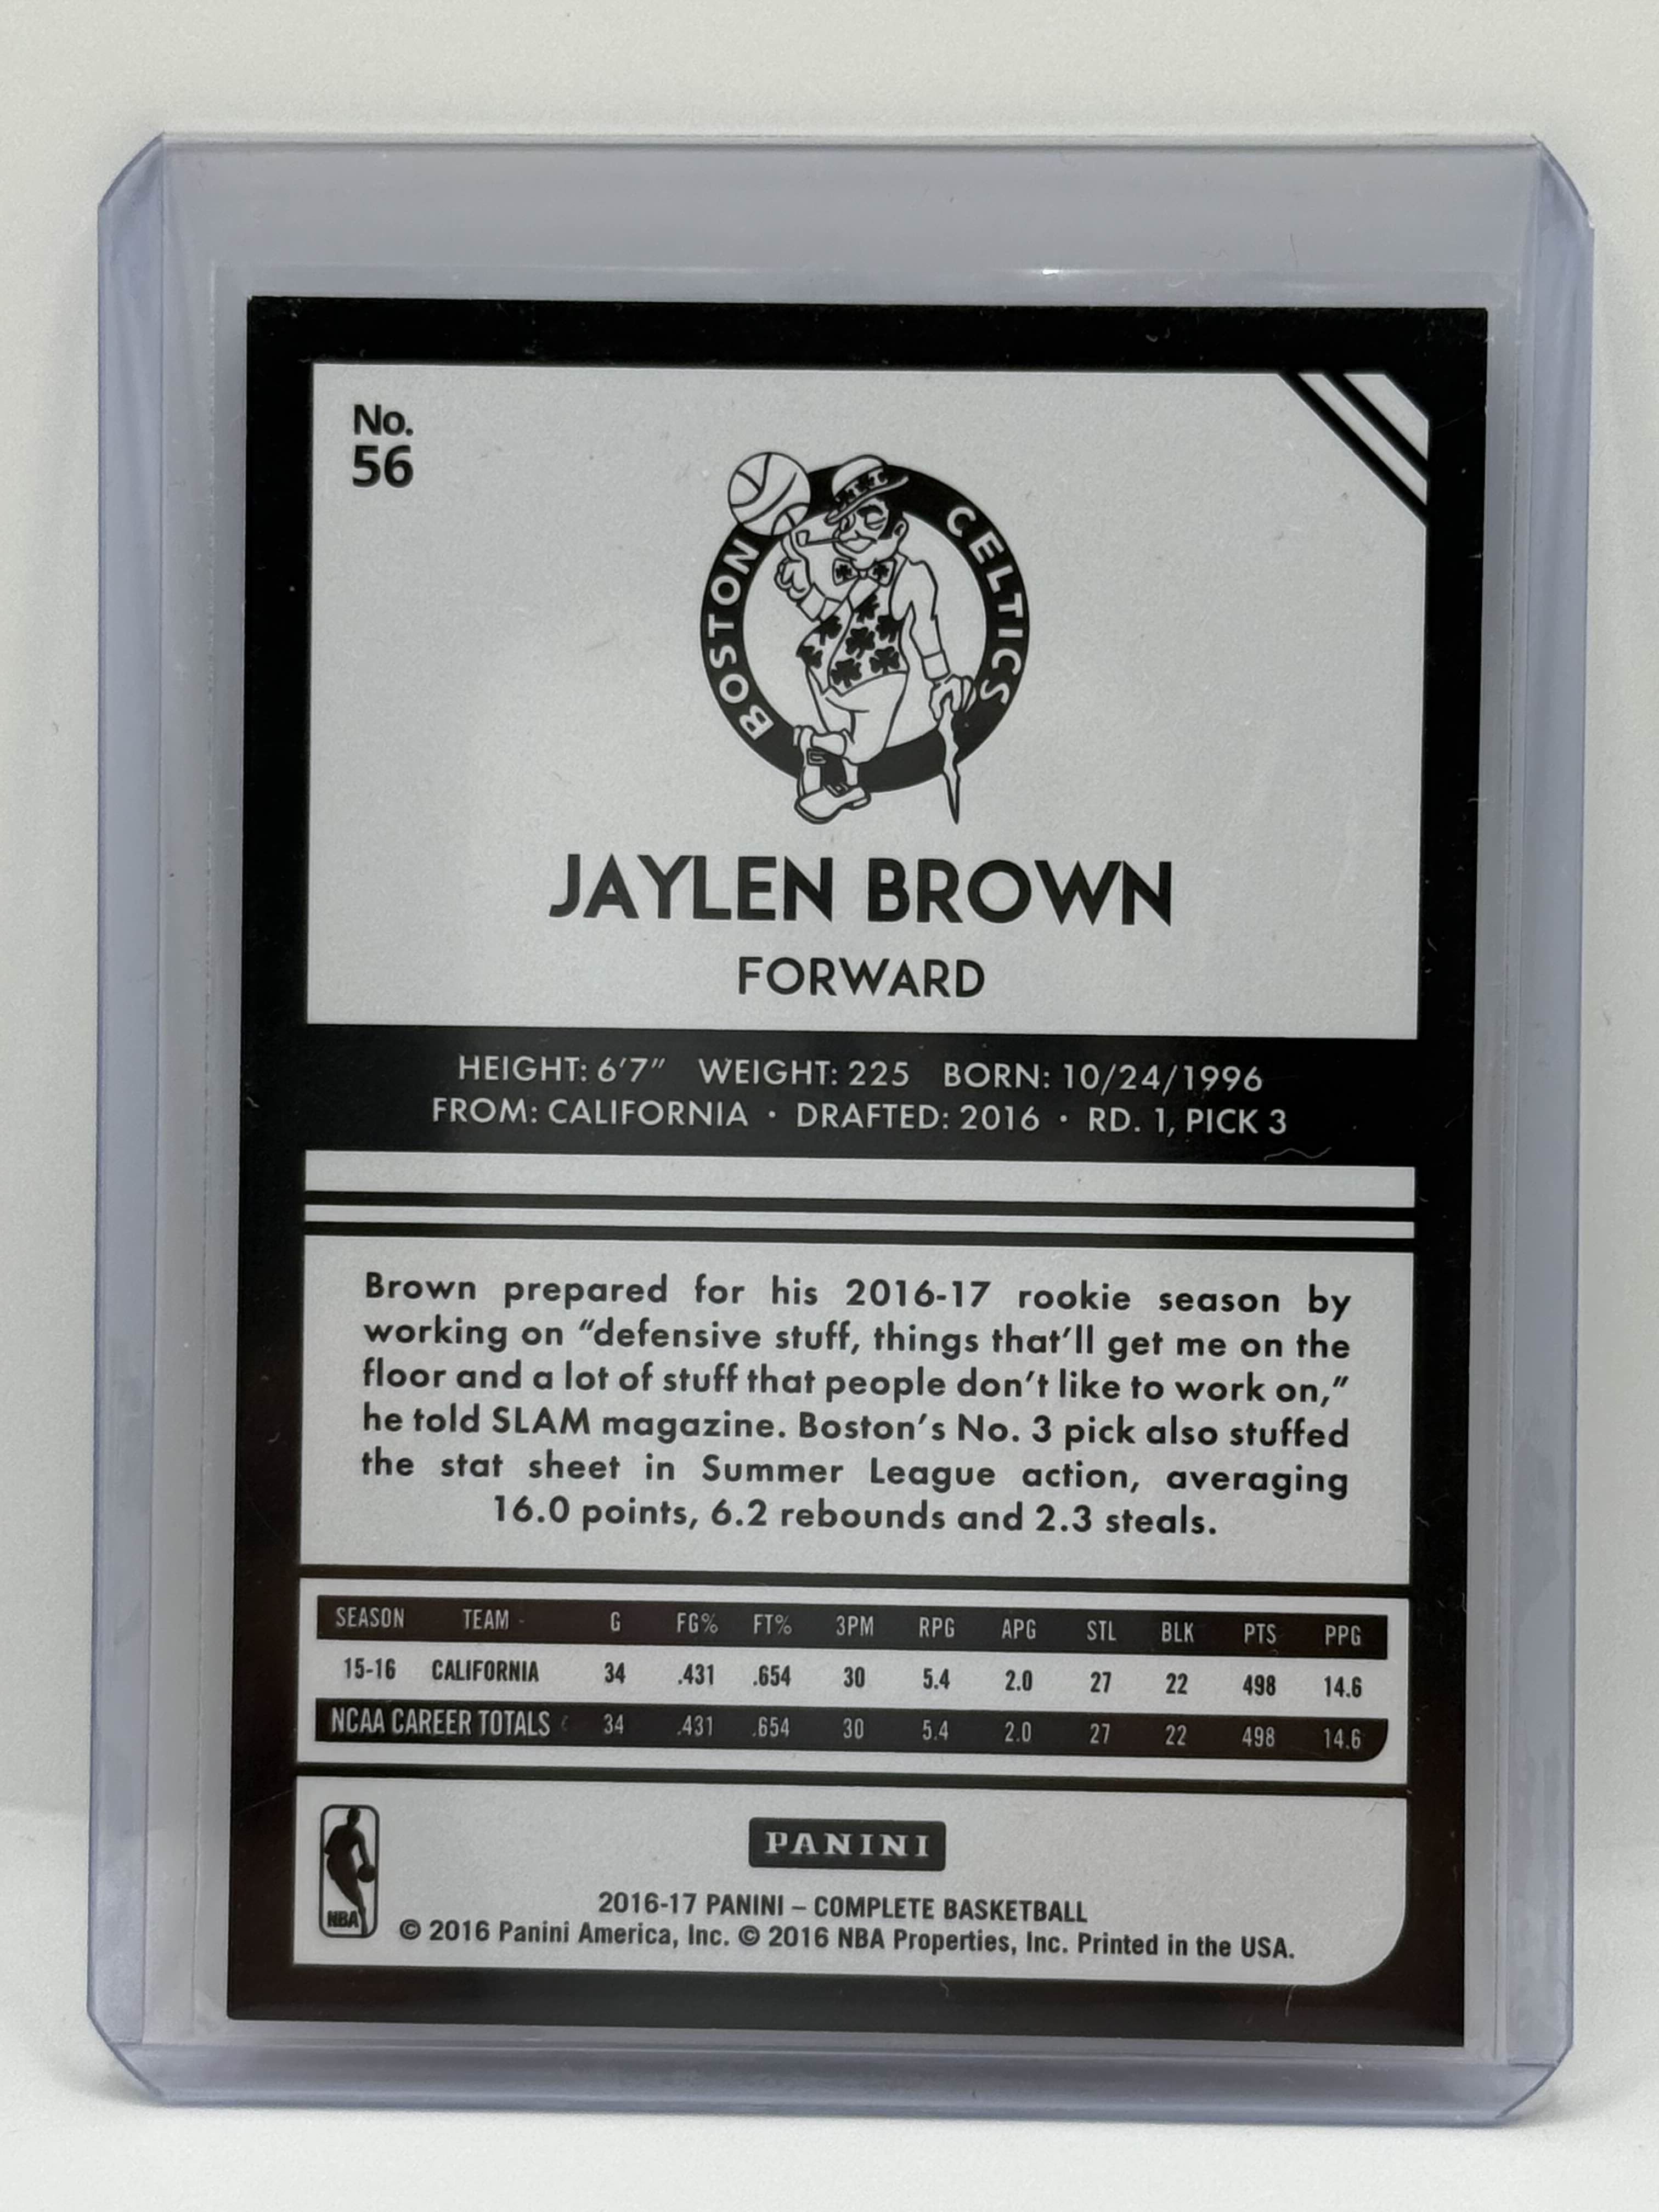 No.
56
BOSTON CELTICS
JAYLEN BROWN
FORWARD
HEIGHT: 6'7" WEIGHT: 225 BORN: 10/24/1996
FROM: CALIFORNIA • DRAFTED: 2016 • RD. 1, PICK 3
Brown prepared for his 2016-17 rookie season by
working on “defensive stuff, things that’ll get me on the
floor and a lot of stuff that people don’t like to work on,”
he told SLAM magazine. Boston’s No. 3 pick also stuffed
the stat sheet in Summer League action, averaging
16.0 points, 6.2 rebounds and 2.3 steals.
SEASON TEAM G FG% FT% 3PM RPG APG STL BLK PTS PPG
15-16 CALIFORNIA 34 .431 .654 30 5.4 2.0 27 22 498 14.6
NCAA CAREER TOTALS 34 .431 .654 30 5.4 2.0 27 22 498 14.6
PANINI
NBA
2016-17 PANINI – COMPLETE BASKETBALL
© 2016 Panini America, Inc. © 2016 NBA Properties, Inc. Printed in the USA.